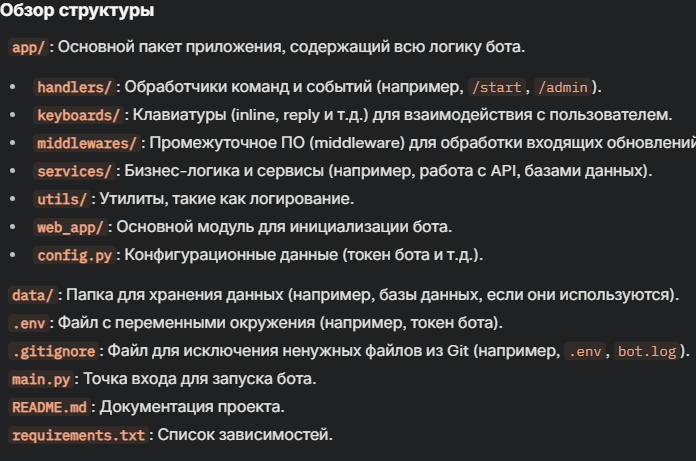 Обзор структуры
app/: Основной пакет приложения, содержащий всю логику бота.
handlers/: Обработчики команд и событий (например, /start, /admin).
keyboards/: Клавиатуры (inline, reply и т.д.) для взаимодействия с пользователем.
middlewares/: Промежуточное ПО (middleware) для обработки входящих обновлений
services/: Бизнес-логика и сервисы (например, работа с API, базами данных).
utils/: Утилиты, такие как логирование.
web_app/: Основной модуль для инициализации бота.
config.py: Конфигурационные данные (токен бота и т.д.).
data/: Папка для хранения данных (например, базы данных, если они используются).
.env: Файл с переменными окружения (например, токен бота).
.gitignore: Файл для исключения ненужных файлов из Git (например, .env, bot.log).
main.py: Точка входа для запуска бота.
README.md: Документация проекта.
requirements.txt: Список зависимостей.